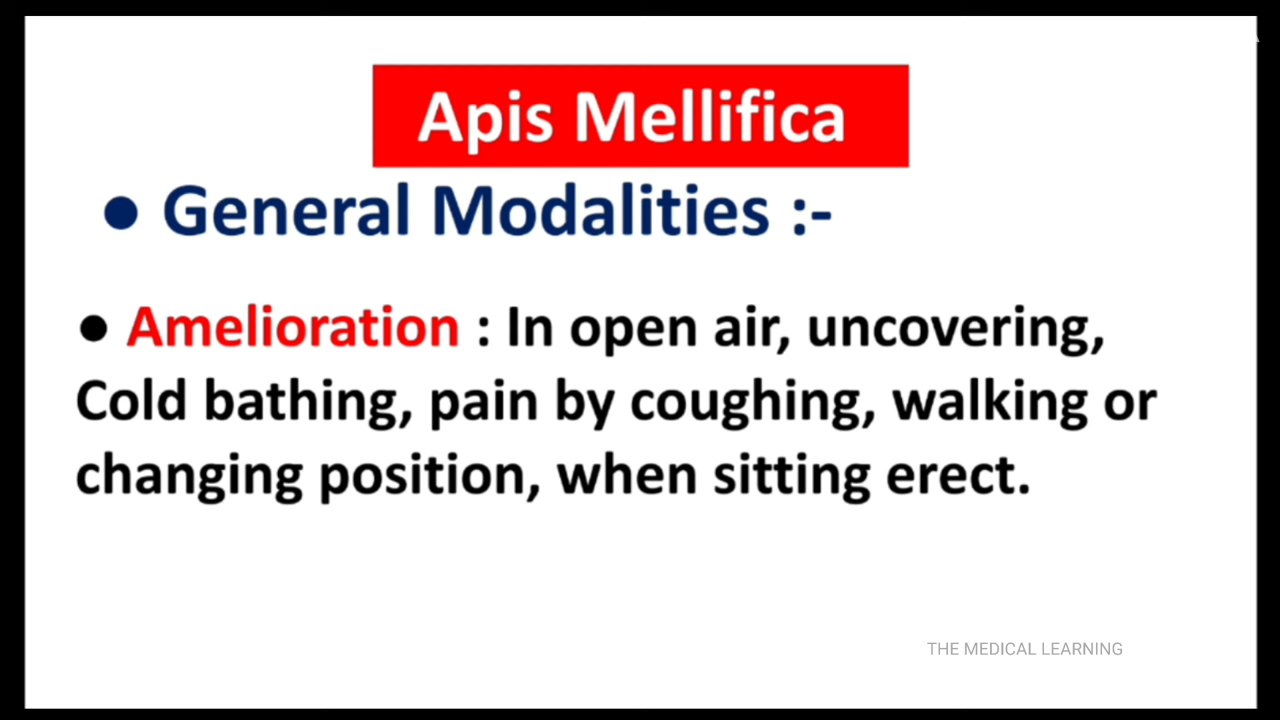 Apis Mellifica
● General Modalities :-
● Amelioration : In open air, uncovering,
Cold bathing, pain by coughing, walking or
changing position, when sitting erect.
THE MEDICAL LEARNING